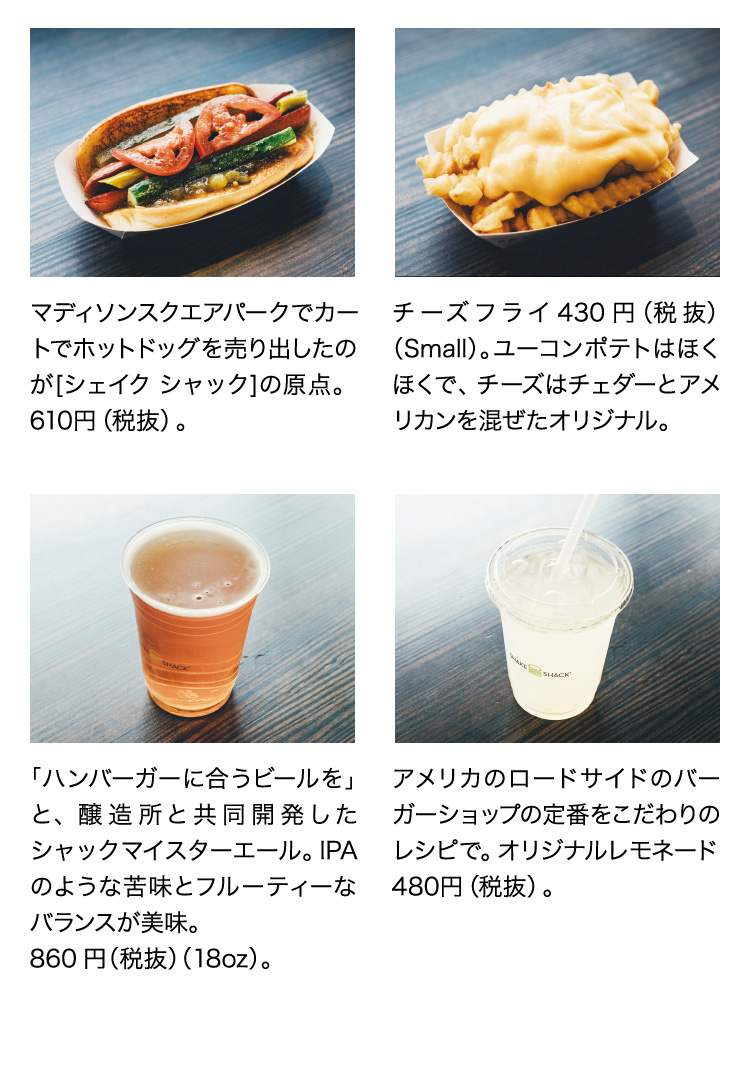 マディソンスクエアパークでカー
トでホットドッグを売り出したの
が[シェイク シャック]の原点。
610円（税抜）。
チーズフライ430円（税抜）
（Small）。ユーコンポテトはほく
ほくで、チーズはチェダーとアメ
リカンを混ぜたオリジナル。
SHACK
SHAKE SHACK
「ハンバーガーに合うビールを」
と、醸造所と共同開発した
シャックマイスターエール。IPA
のような苦味とフルーティーな
バランスが美味。
860円（税抜）（18oz）。
アメリカのロードサイドのバー
ガーショップの定番をこだわりの
レシピで。オリジナルレモネード
480円（税抜）。